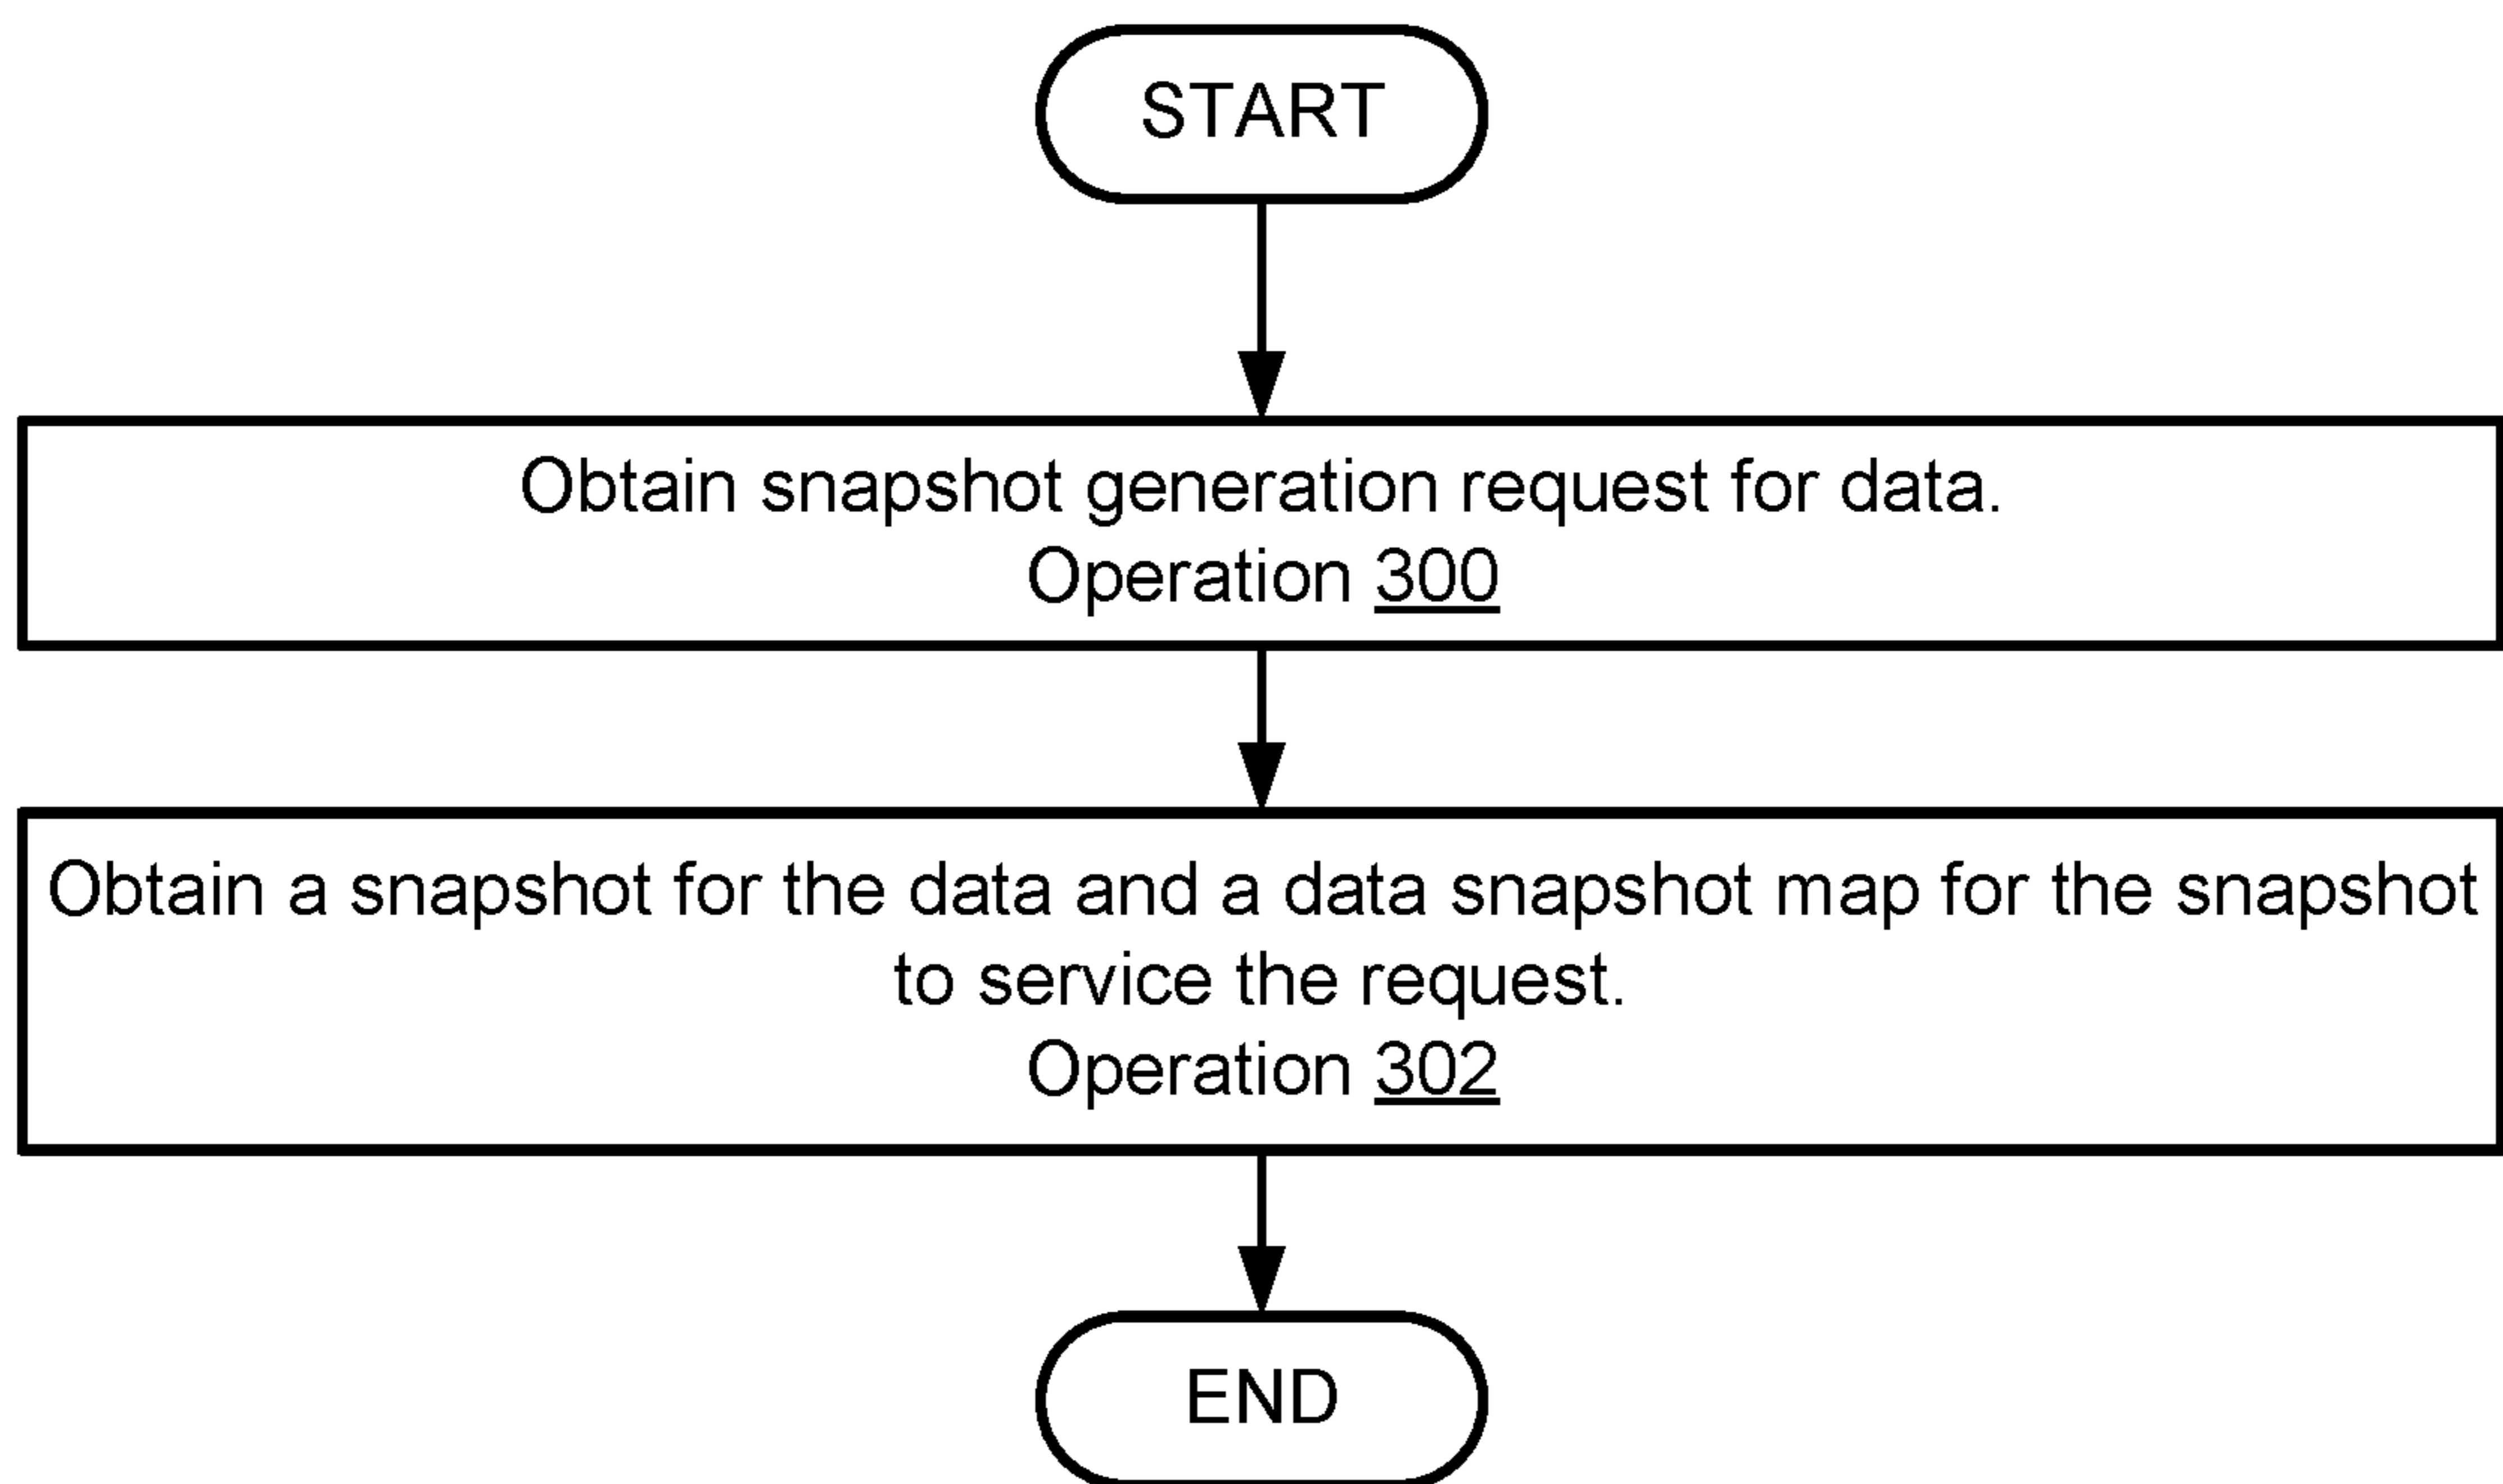 START
Obtain snapshot generation request for data.
Operation 300
Obtain a snapshot for the data and a data snapshot map for the snapshot
to service the request.
Operation 302
END